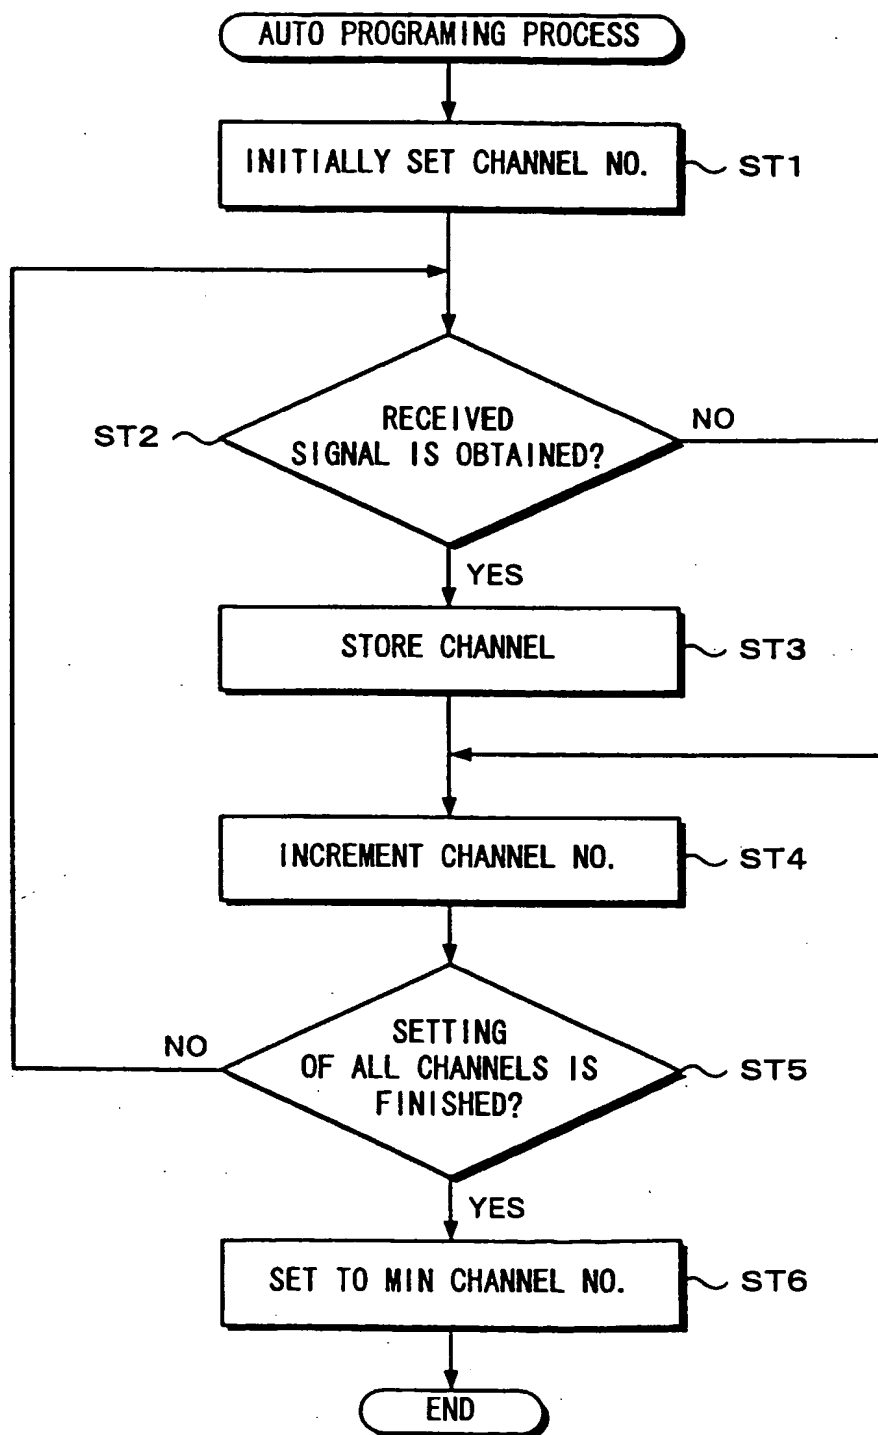 AUTO PROGRAMING PROCESS
INITIALLY SET CHANNEL NO.
ST1
RECEIVED
SIGNAL IS OBTAINED?
ST2
NO
YES
STORE CHANNEL
ST3
INCREMENT CHANNEL NO.
ST4
SETTING
OF ALL CHANNELS IS
FINISHED?
ST5
NO
YES
SET TO MIN CHANNEL NO.
ST6
END